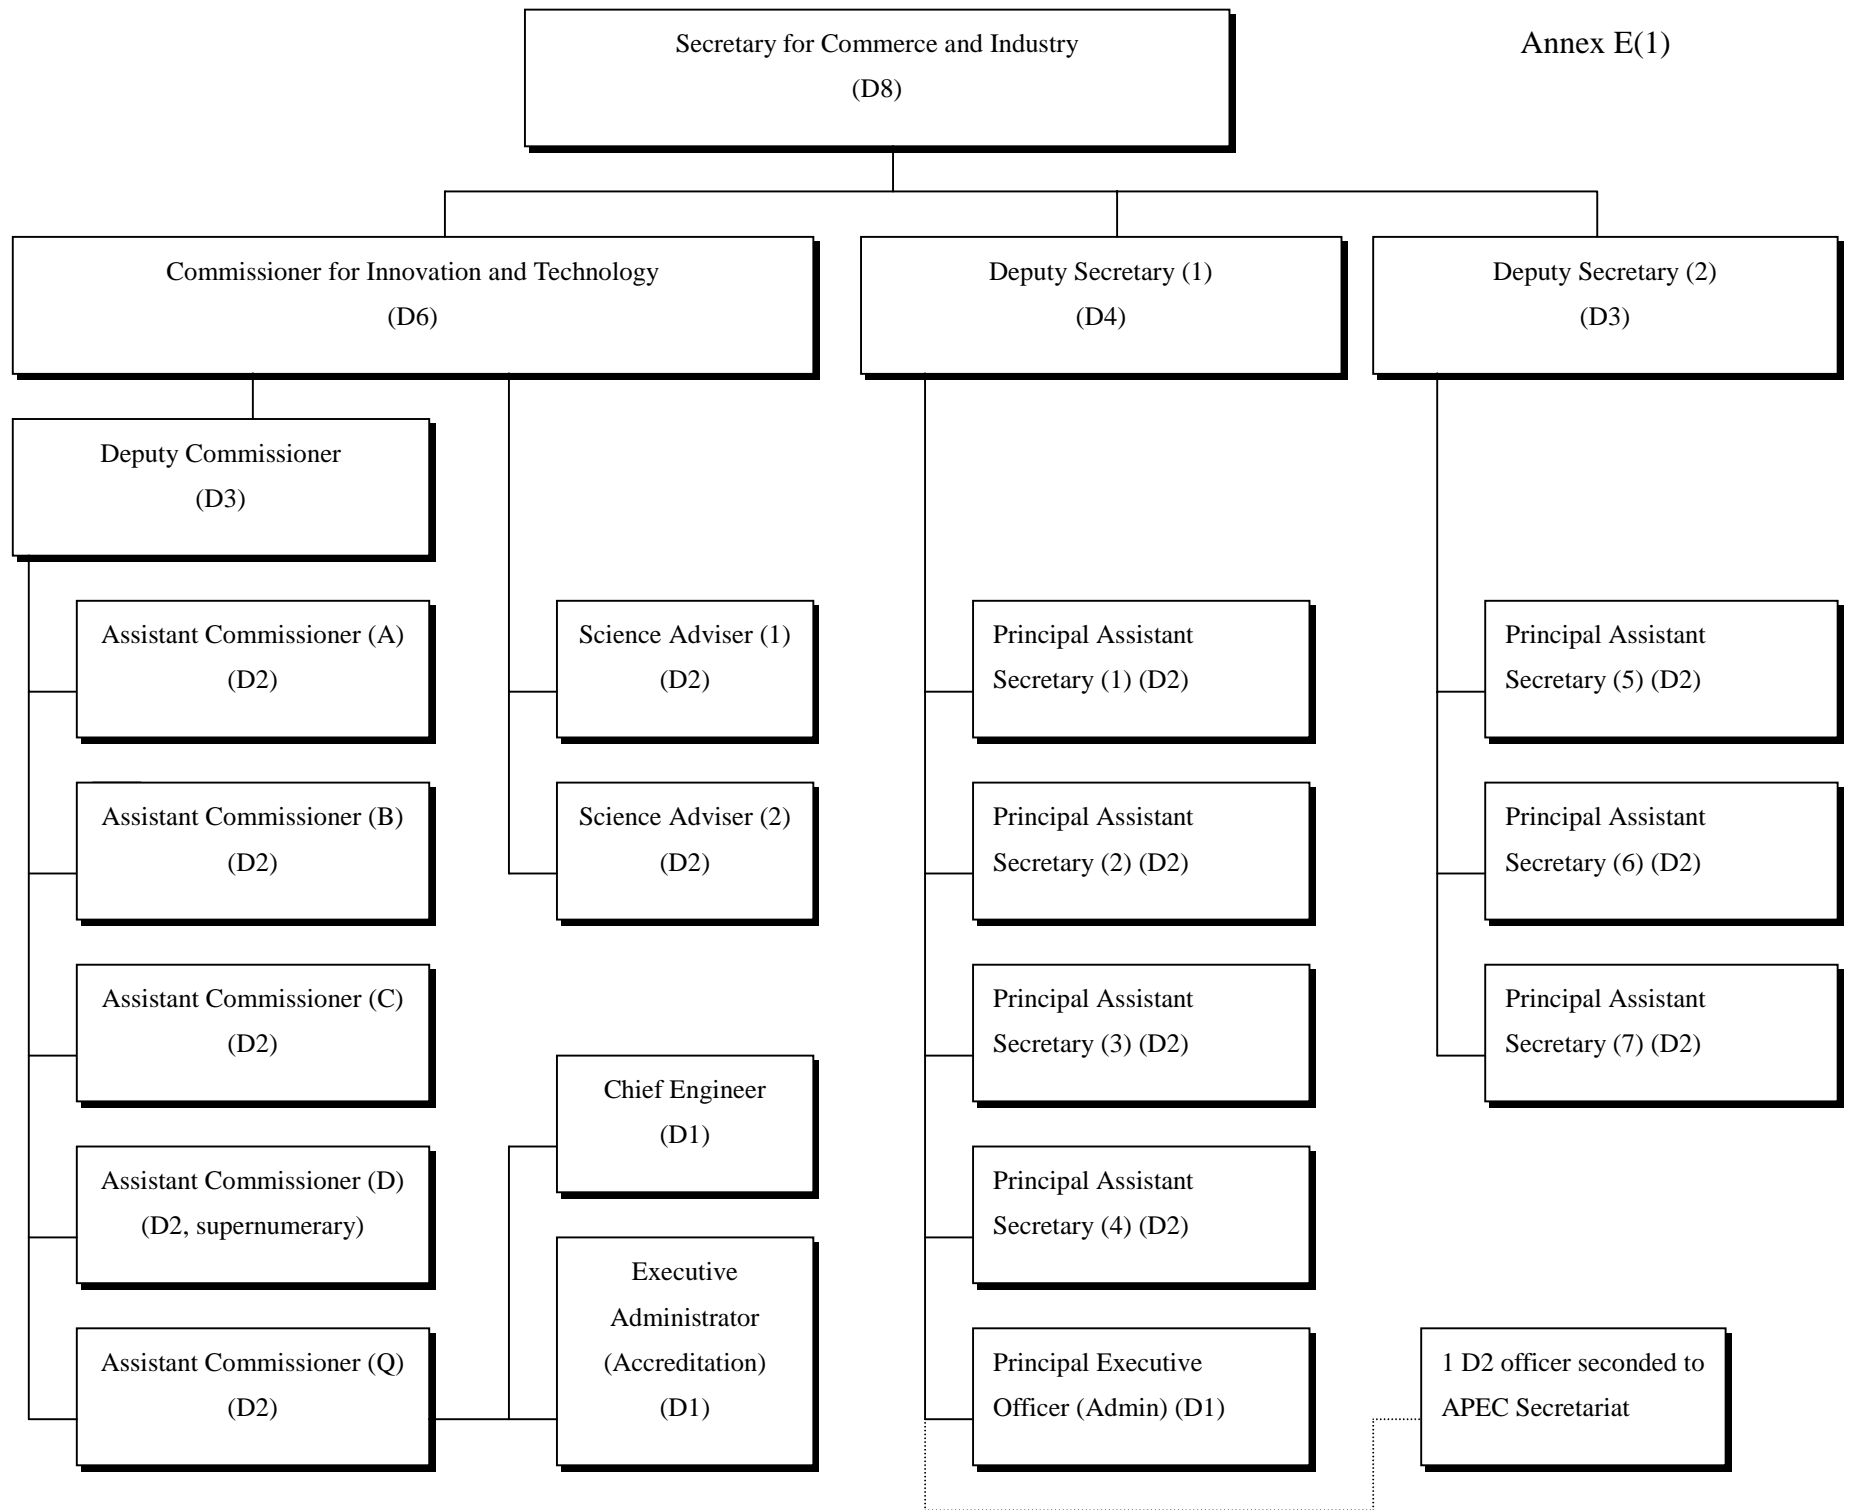 Annex E(1)
Secretary for Commerce and Industry
(D8)
Commissioner for Innovation and Technology
(D6)
Deputy Secretary (1)
(D4)
Deputy Secretary (2)
(D3)
Deputy Commissioner
(D3)
Assistant Commissioner (A)
(D2)
Science Adviser (1)
(D2)
Principal Assistant
Secretary (1) (D2)
Principal Assistant
Secretary (5) (D2)
Assistant Commissioner (B)
(D2)
Science Adviser (2)
(D2)
Principal Assistant
Secretary (2) (D2)
Principal Assistant
Secretary (6) (D2)
Assistant Commissioner (C)
(D2)
Principal Assistant
Secretary (3) (D2)
Principal Assistant
Secretary (7) (D2)
Chief Engineer
(D1)
Assistant Commissioner (D)
(D2, supernumerary)
Principal Assistant
Secretary (4) (D2)
Executive
Administrator
(Accreditation)
(D1)
Assistant Commissioner (Q)
(D2)
Principal Executive
Officer (Admin) (D1)
1 D2 officer seconded to
APEC Secretariat